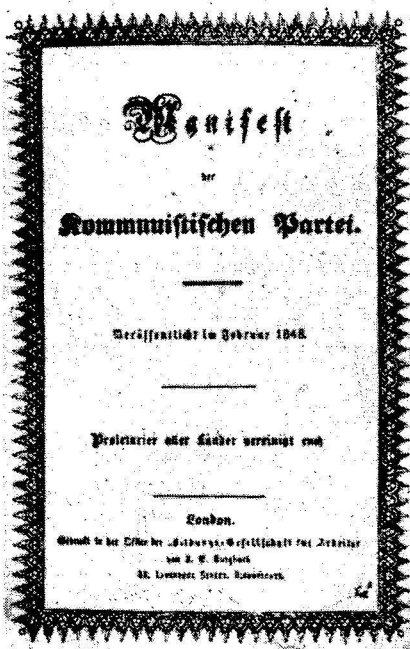 Manifest
der
Kommunistischen Partei.
Veröffentlicht im Februar 1848.
Proletarier aller Länder vereinigt euch
London.
Gedruckt in der Office der „Bildungs-Gesellschaft für Arbeiter
von J. E. Burghard.
46, Liverpool Street, Bishopsgate.